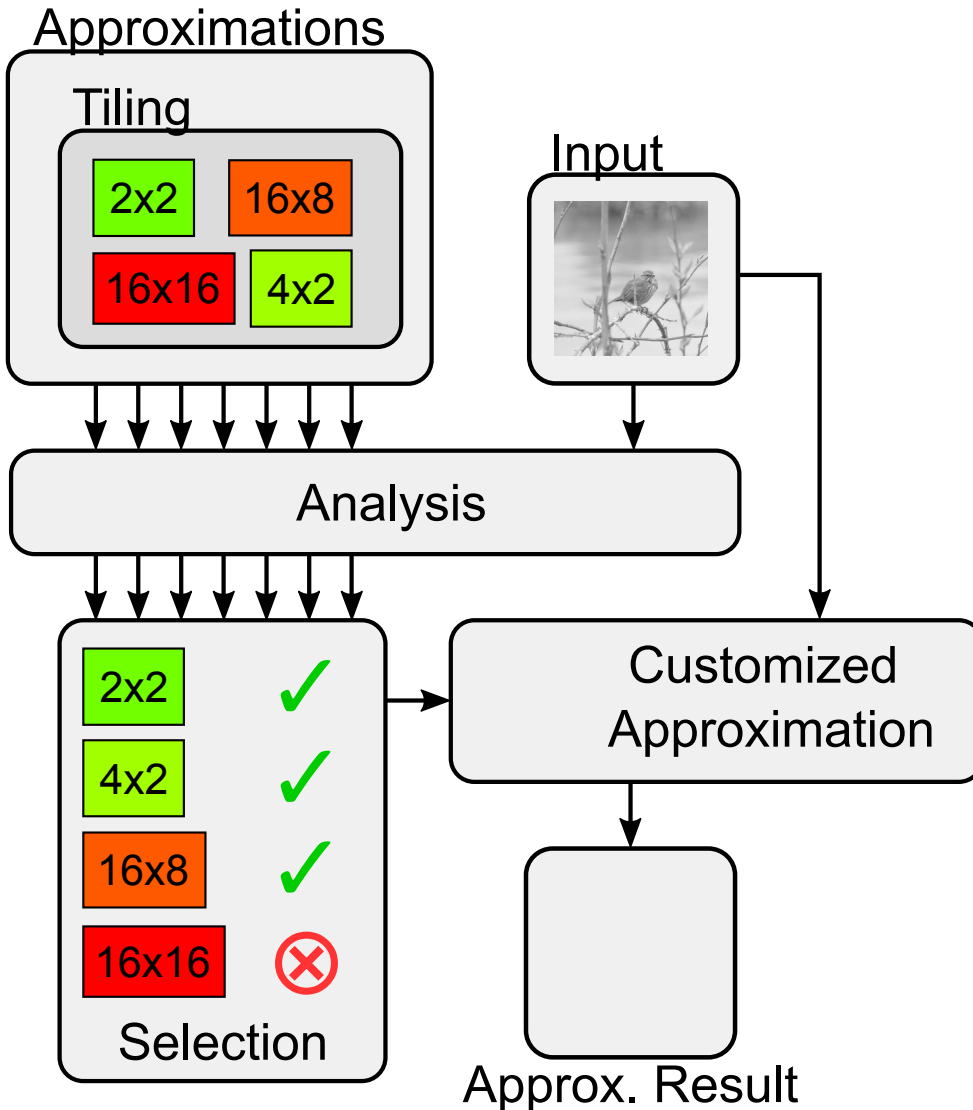 Approximations
Tiling
2x2
16x8
16x16
4x2
Input
Analysis
2x2
4x2
16x8
16x16
Selection
Customized
Approximation
Approx. Result